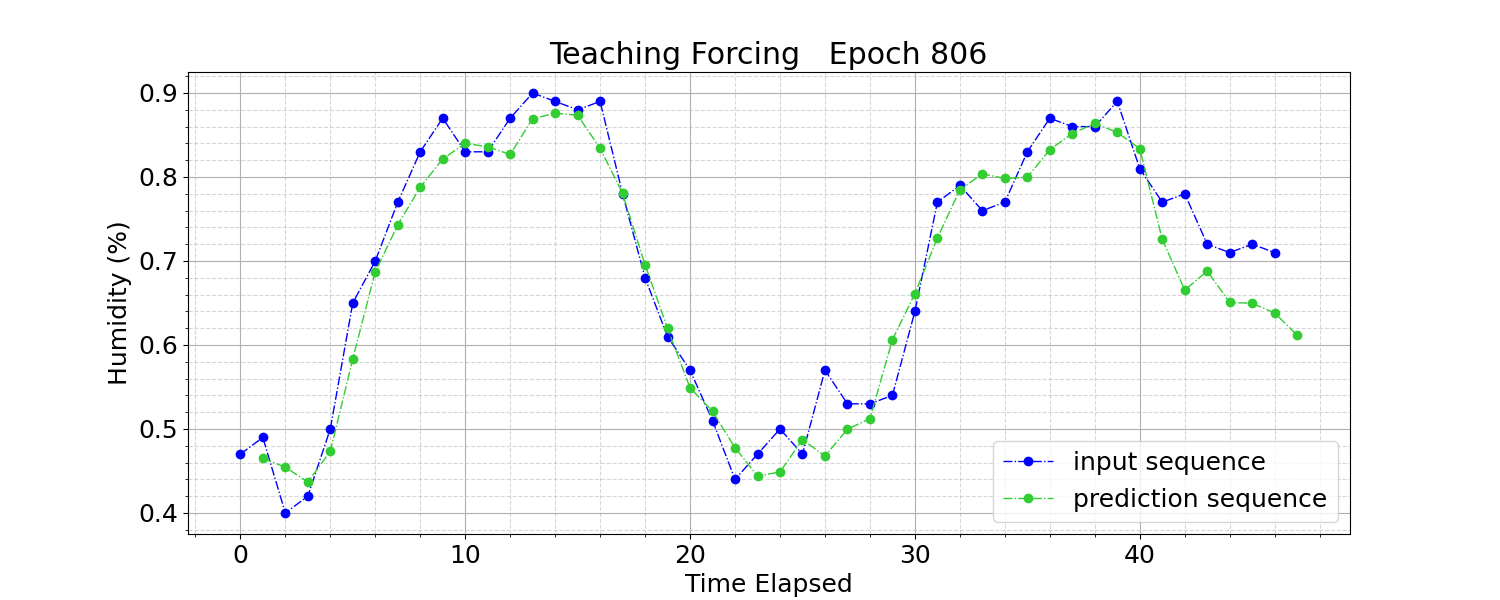 Teaching Forcing   Epoch 806
0.9
0.8
0.7
0.6
0.5
0.4
Humidity (%)
input sequence
prediction sequence
0 10 20 30 40
Time Elapsed